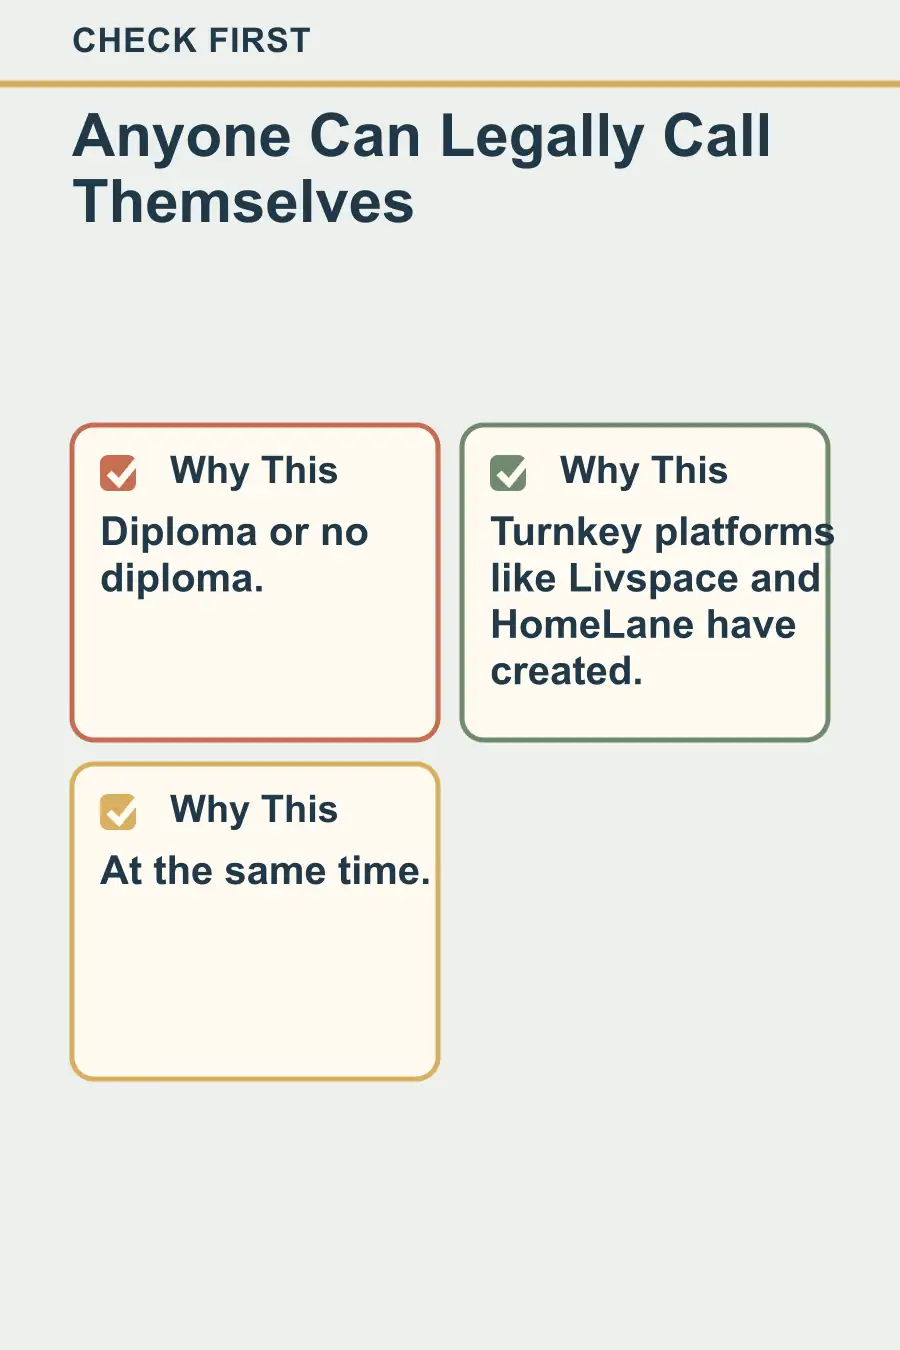 CHECK FIRST
Anyone Can Legally Call
Themselves
Why This
Diploma or no
diploma.
Why This
Turnkey platforms
like Livspace and
HomeLane have
created.
Why This
At the same time.